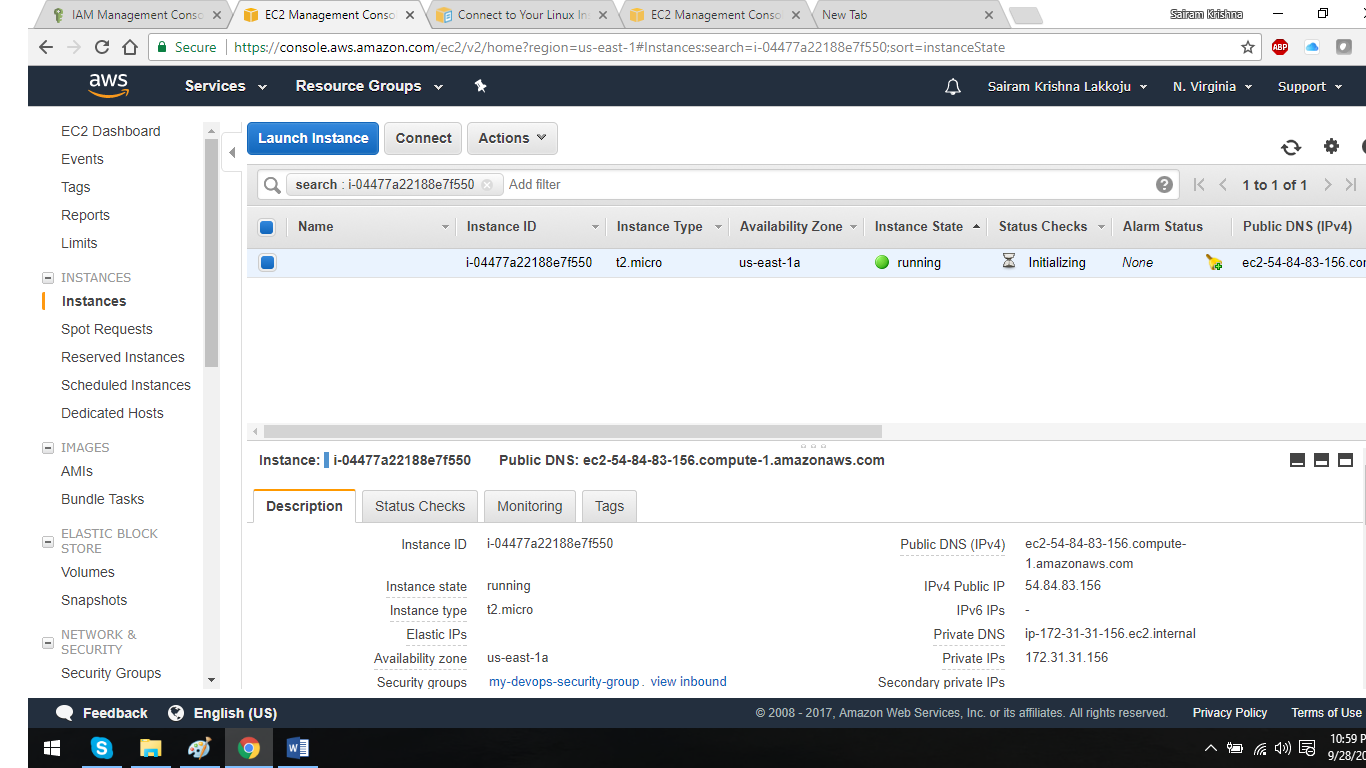 IAM Management Conso
EC2 Management Conso
Connect to Your Linux Ins
EC2 Management Conso
New Tab
Sairam Krishna
Secure
https://console.aws.amazon.com/ec2/v2/home?region=us-east-1#Instances:search=i-04477a22188e7f550;sort=instanceState
ABP
aws
Services
Resource Groups
Sairam Krishna Lakkoju
N. Virginia
Support
EC2 Dashboard
Events
Tags
Reports
Limits
INSTANCES
Instances
Spot Requests
Reserved Instances
Scheduled Instances
Dedicated Hosts
IMAGES
AMIs
Bundle Tasks
ELASTIC BLOCK
STORE
Volumes
Snapshots
NETWORK &
SECURITY
Security Groups
Launch Instance
Connect
Actions
search : i-04477a22188e7f550
Add filter
1 to 1 of 1
Name
Instance ID
Instance Type
Availability Zone
Instance State
Status Checks
Alarm Status
Public DNS (IPv4)
i-04477a22188e7f550
t2.micro
us-east-1a
running
Initializing
None
ec2-54-84-83-156.cor
Instance: i-04477a22188e7f550
Public DNS: ec2-54-84-83-156.compute-1.amazonaws.com
Description
Status Checks
Monitoring
Tags
Instance ID i-04477a22188e7f550
Instance state running
Instance type t2.micro
Elastic IPs
Availability zone us-east-1a
Security groups my-devops-security-group. view inbound
Public DNS (IPv4) ec2-54-84-83-156.compute-
1.amazonaws.com
IPv4 Public IP 54.84.83.156
IPv6 IPs -
Private DNS ip-172-31-31-156.ec2.internal
Private IPs 172.31.31.156
Secondary private IPs
Feedback
English (US)
© 2008 - 2017, Amazon Web Services, Inc. or its affiliates. All rights reserved.
Privacy Policy
Terms of Use
10:59 P
9/28/20